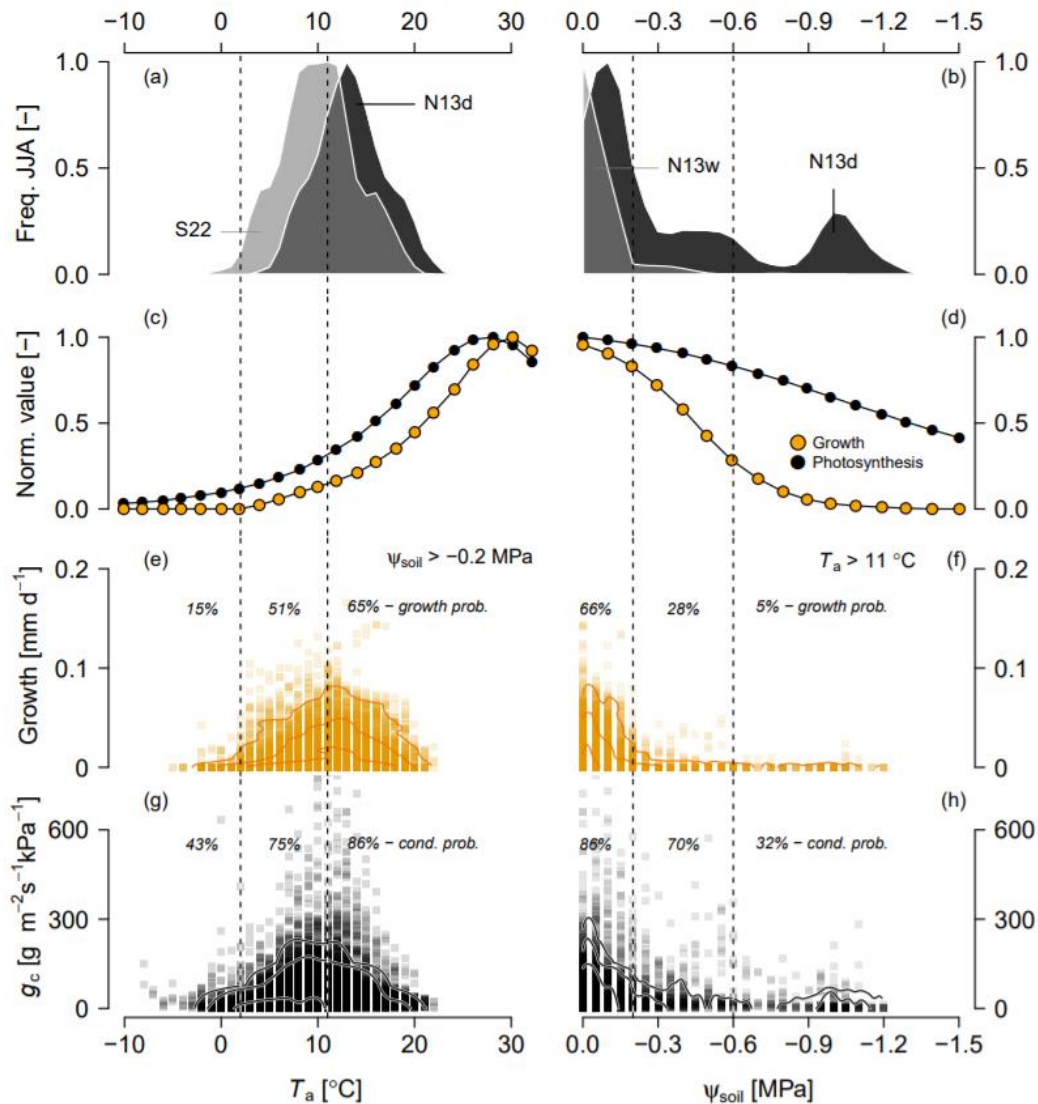 −10 0 10 20 30 0.0 −0.3 −0.6 −0.9 −1.2 −1.5
(a) (b)
Freq. JJA [-]
1.0 0.5 0.0
N13d
S22
N13w
N13d
1.0 0.5 0.0
(c) (d)
Norm. value [-]
1.0 0.5 0.0
Growth
Photosynthesis
1.0 0.5 0.0
(e) ψsoil > −0.2 MPa Ta > 11 °C (f)
Growth [mm d−1]
0.2 0.1 0
15% 51% 65% − growth prob.
66% 28% 5% − growth prob.
0.2 0.1 0
(g) (h)
gc [g m−2s−1kPa−1]
600 300 0
43% 75% 86% − cond. prob.
86% 70% 32% − cond. prob.
600 300 0
−10 0 10 20 30 0.0 −0.3 −0.6 −0.9 −1.2 −1.5
Ta [°C] ψsoil [MPa]